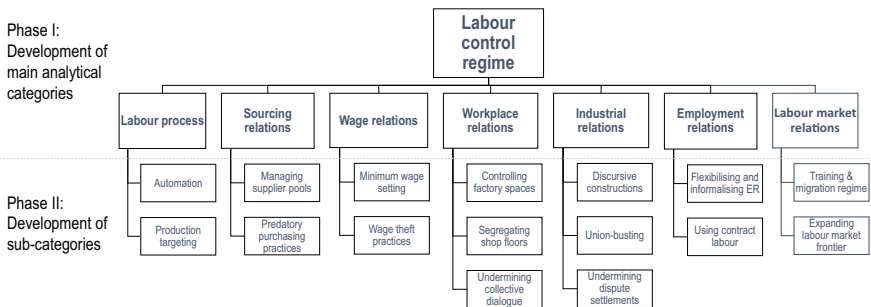 Phase I:
Development of
main analytical
categories
Labour
control
regime
Labour process
Sourcing
relations
Wage relations
Workplace
relations
Industrial
relations
Employment
relations
Labour market
relations
Phase II:
Development of
sub-categories
Automation
Production
targeting
Managing
supplier pools
Predatory
purchasing
practices
Minimum wage
setting
Wage theft
practices
Controlling
factory spaces
Segregating
shop floors
Undermining
collective
dialogue
Discursive
constructions
Union-busting
Undermining
dispute
settlements
Flexibilising and
informalising ER
Using contract
labour
Training &
migration regime
Expanding
labour market
frontier